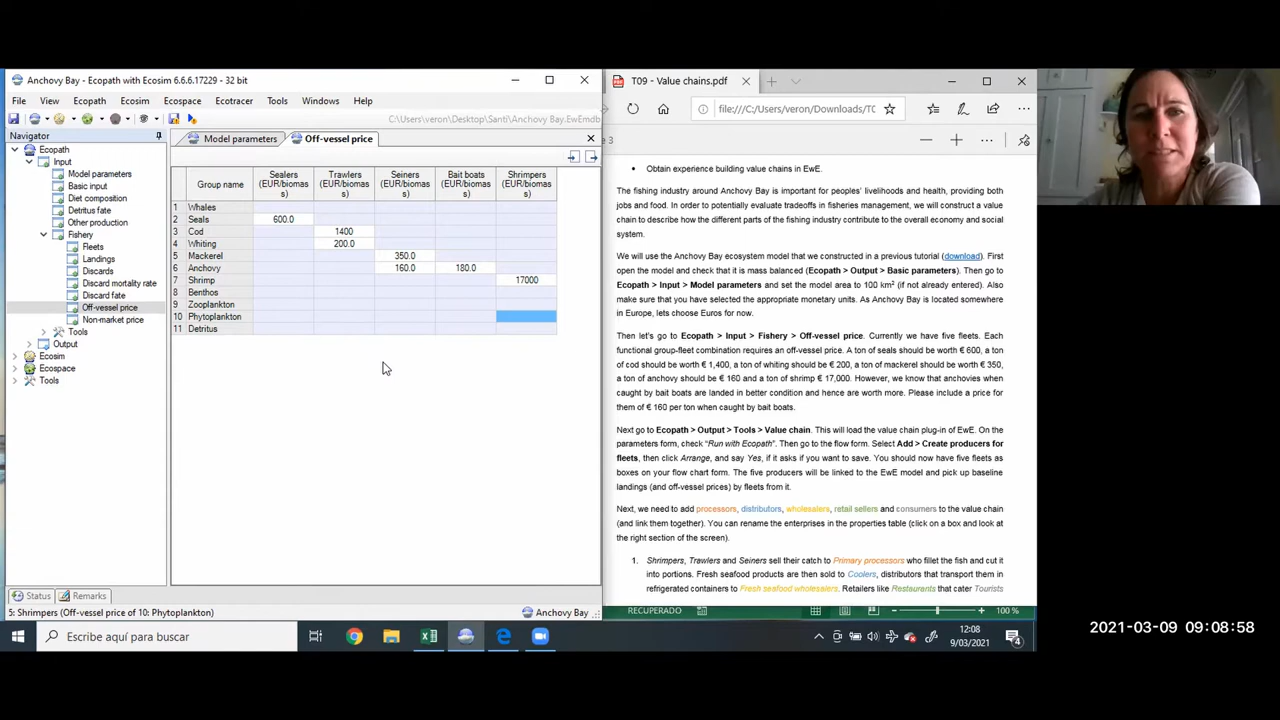 Anchovy Bay - Ecopath with Ecosim 6.6.6.17229 - 32 bit
File View Ecopath Ecosim Ecospace Ecotracer Tools Windows Help
C:\Users\veron\Desktop\Santi\Anchovy Bay.EwEmdb
Navigator
Ecopath
Input
Model parameters
Basic input
Diet composition
Detritus fate
Other production
Fishery
Fleets
Landings
Discards
Discard mortality rate
Discard fate
Off-vessel price
Non-market price
Tools
Output
Ecosim
Ecospace
Tools
Model parameters Off-vessel price
Group name Sealers (EUR/biomas s) Trawlers (EUR/biomas s) Seiners (EUR/biomas s) Bait boats (EUR/biomas s) Shrimpers (EUR/biomas s)
1 Whales
2 Seals 600.0
3 Cod 1400
4 Whiting 200.0
5 Mackerel 350.0
6 Anchovy 160.0 180.0
7 Shrimp 17000
8 Benthos
9 Zooplankton
10 Phytoplankton
11 Detritus
Status Remarks
5: Shrimpers (Off-vessel price of 10: Phytoplankton)
Anchovy Bay
T09 - Value chains.pdf
file:///C:/Users/veron/Downloads/T0
e 3
• Obtain experience building value chains in EwE.
The fishing industry around Anchovy Bay is important for peoples' livelihoods and health, providing both
jobs and food. In order to potentially evaluate tradeoffs in fisheries management, we will construct a value
chain to describe how the different parts of the fishing industry contribute to the overall economy and social
system.
We will use the Anchovy Bay ecosystem model that we constructed in a previous tutorial (download). First
open the model and check that it is mass balanced (Ecopath > Output > Basic parameters). Then go to
Ecopath > Input > Model parameters and set the model area to 100 km² (if not already entered). Also
make sure that you have selected the appropriate monetary units. As Anchovy Bay is located somewhere
in Europe, lets choose Euros for now.
Then let's go to Ecopath > Input > Fishery > Off-vessel price. Currently we have five fleets. Each
functional group-fleet combination requires an off-vessel price. A ton of seals should be worth € 600, a ton
of cod should be worth € 1,400, a ton of whiting should be worth € 200, a ton of mackerel should be worth € 350,
a ton of anchovy should be € 160 and a ton of shrimp € 17,000. However, we know that anchovies when
caught by bait boats are landed in better condition and hence are worth more. Please include a price for
them of € 160 per ton when caught by bait boats.
Next go to Ecopath > Output > Tools > Value chain. This will load the value chain plug-in of EwE. On the
parameters form, check "Run with Ecopath". Then go to the flow form. Select Add > Create producers for
fleets, then click Arrange, and say Yes, if it asks if you want to save. You should now have five fleets as
boxes on your flow chart form. The five producers will be linked to the EwE model and pick up baseline
landings (and off-vessel prices) by fleets from it.
Next, we need to add processors, distributors, wholesalers, retail sellers and consumers to the value chain
(and link them together). You can rename the enterprises in the properties table (click on a box and look at
the right section of the screen).
1. Shrimpers, Trawlers and Seiners sell their catch to Primary processors who fillet the fish and cut it
into portions. Fresh seafood products are then sold to Coolers, distributors that transport them in
refrigerated containers to Fresh seafood wholesalers. Retailers like Restaurants that cater Tourists
RECUPERADO
100 %
Escribe aquí para buscar
12:08
9/03/2021
4
2021-03-09 09:08:58